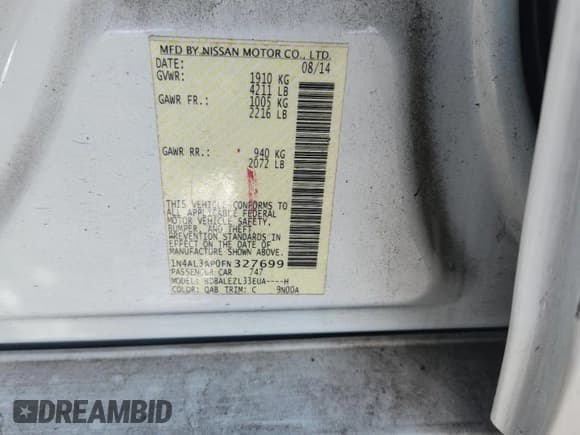 MFD BY NISSAN MOTOR CO., LTD.
DATE: 08/14
GVWR: 1910 KG
4211 LB
GAWR FR.: 1005 KG
2216 LB
GAWR RR.: 940 KG
2072 LB
THIS VEHICLE CONFORMS TO
ALL APPLICABLE FEDERAL
MOTOR VEHICLE SAFETY,
BUMPER, AND THEFT
PREVENTION STANDARDS IN
EFFECT ON THE DATE OF
MANUFACTURE SHOWN ABOVE.
1N4AL3AP0FN327699
PASSENGER CAR 747
MODEL: BDBALEZL33EUA----H
COLOR: QAB TRIM: C 9N00A
DREAMBID